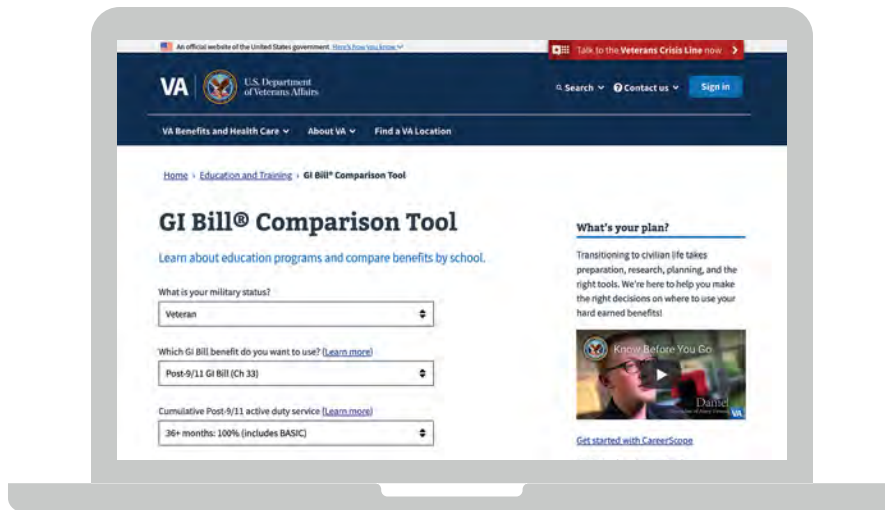 An official website of the United States government Here's how you know
Talk to the Veterans Crisis Line now
VA
U.S. Department
of Veterans Affairs
Search
Contact us
Sign in
VA Benefits and Health Care
About VA
Find a VA Location
Home › Education and Training › GI Bill® Comparison Tool
GI Bill® Comparison Tool
Learn about education programs and compare benefits by school.
What is your military status?
Veteran
Which GI Bill benefit do you want to use? (Learn more)
Post-9/11 GI Bill (Ch 33)
Cumulative Post-9/11 active duty service (Learn more)
36+ months: 100% (includes BASIC)
What's your plan?
Transitioning to civilian life takes
preparation, research, planning, and the
right tools. We're here to help you make
the right decisions on where to use your
hard earned benefits!
Know Before You Go
Daniel
VA
Get started with CareerScope